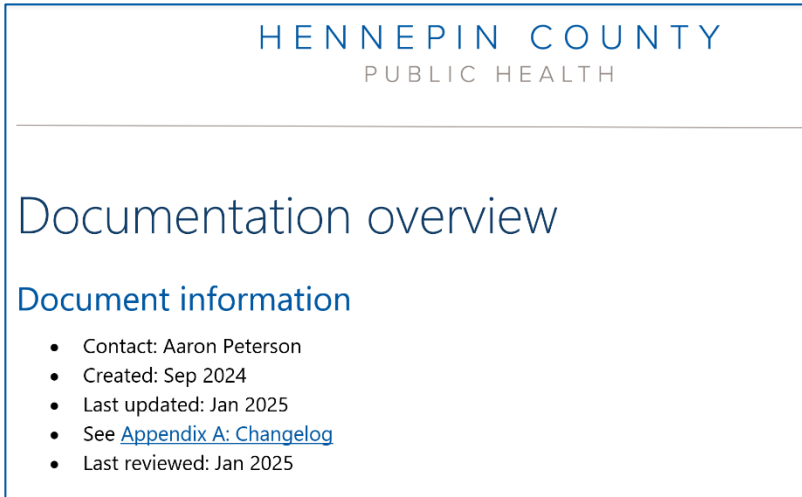 HENNEPIN COUNTY
PUBLIC HEALTH
Documentation overview
Document information
• Contact: Aaron Peterson
• Created: Sep 2024
• Last updated: Jan 2025
• See Appendix A: Changelog
• Last reviewed: Jan 2025